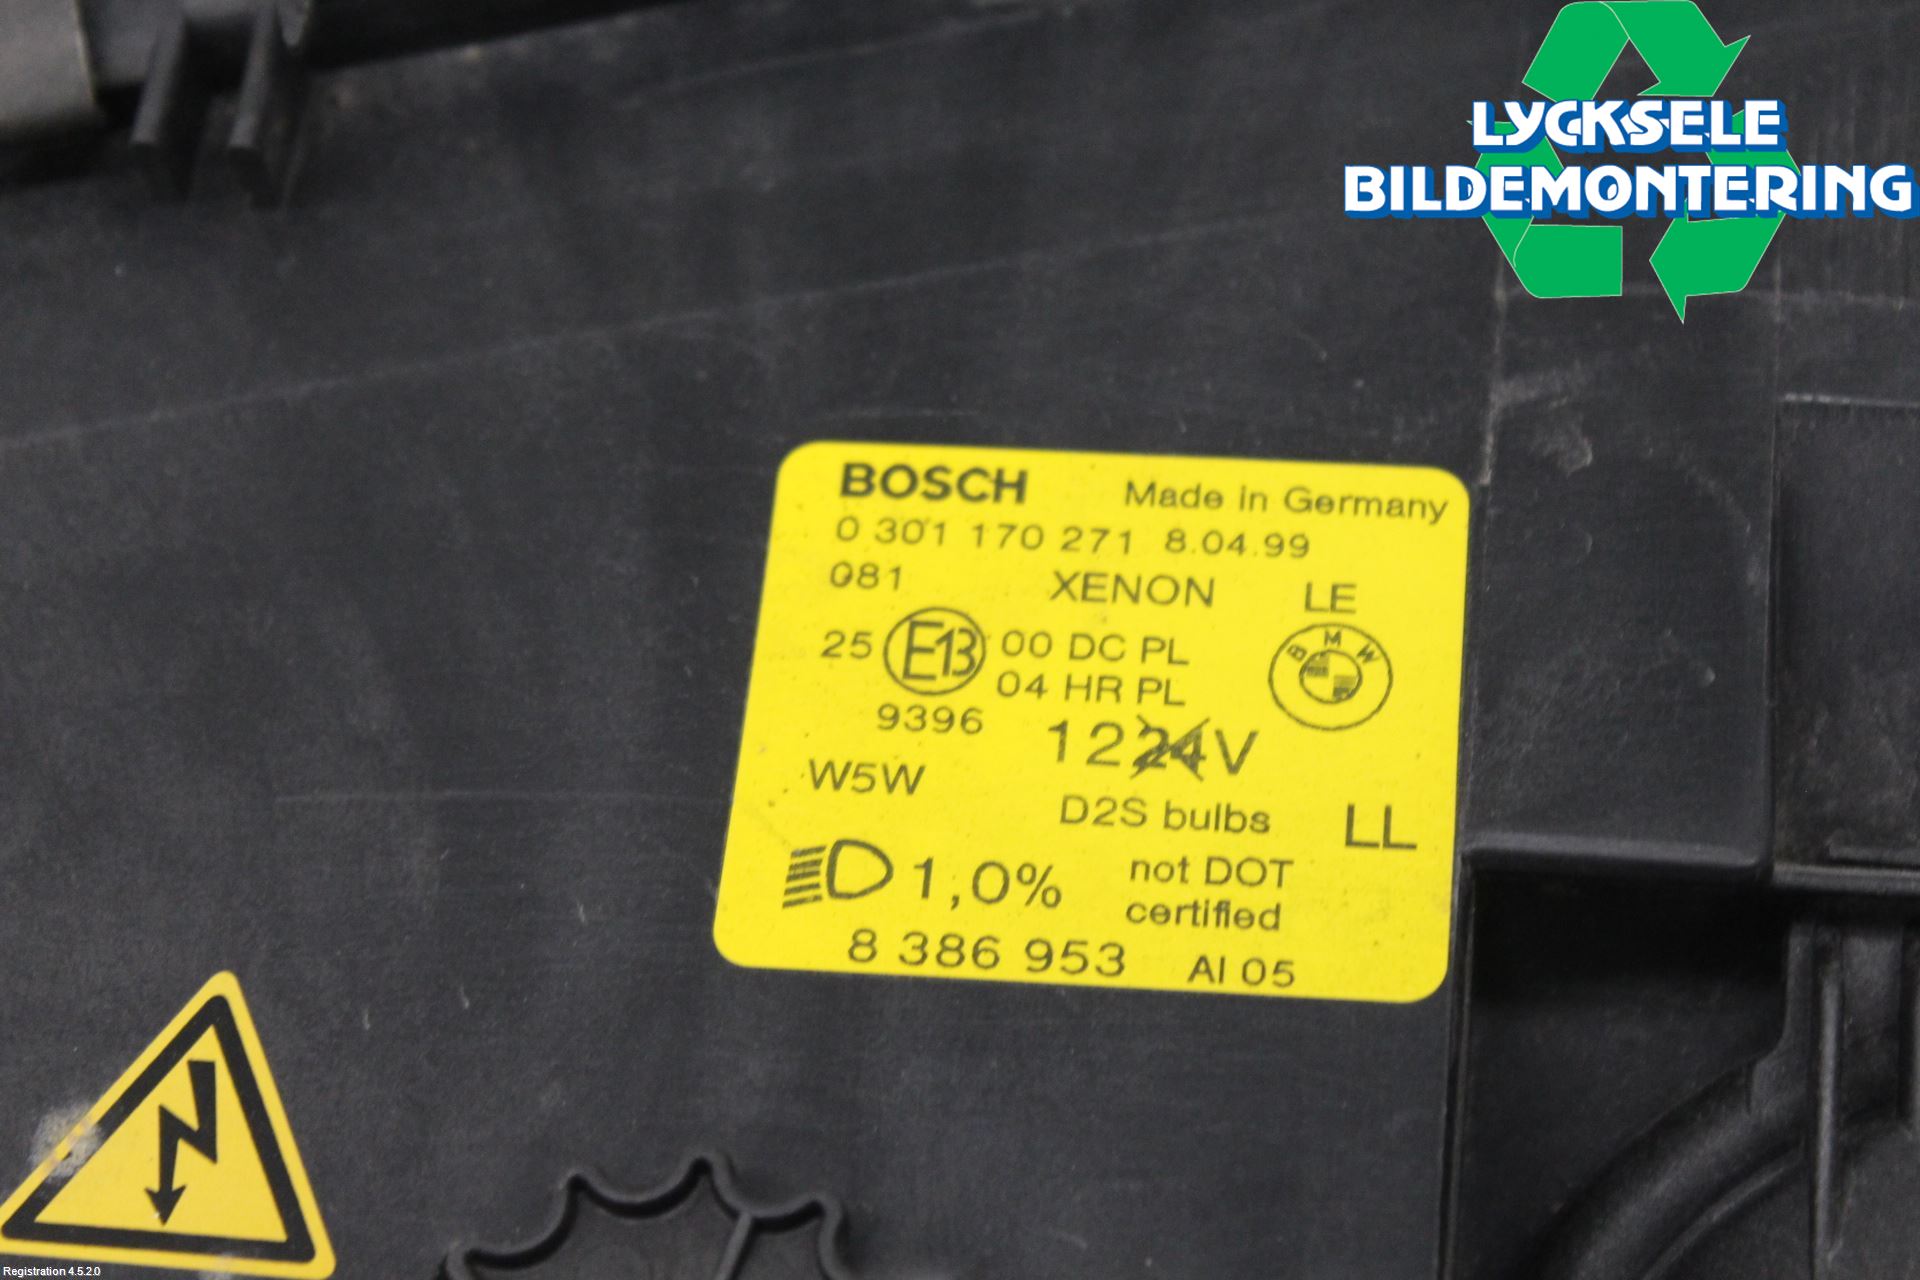 LYCKSELE
BILDEMONTERING
BOSCH Made in Germany
0 301 170 271 8.04.99
081 XENON LE
25 E13 00 DC PL
04 HR PL
BMW
9396 1224V
W5W
D2S bulbs LL
1,0% not DOT
certified
8 386 953 AI 05
Registration 4.5.2.0